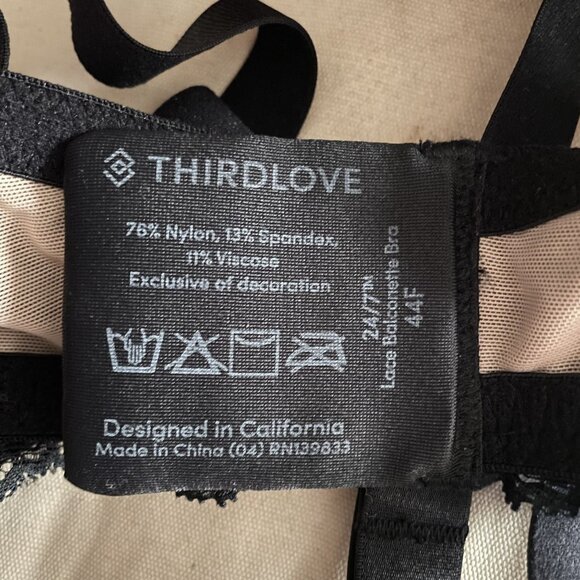 THIRDLOVE
76% Nylon, 13% Spandex,
11% Viscose
Exclusive of decoration
Designed in California
Made in China (04) RN139833
24/7™
Lace Balconette Bra
44F